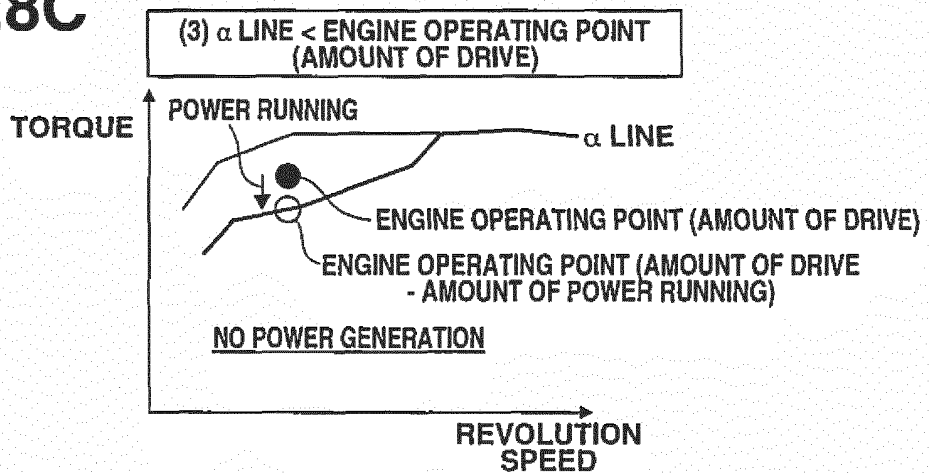 8C
(3) α LINE < ENGINE OPERATING POINT
(AMOUNT OF DRIVE)
TORQUE
POWER RUNNING
α LINE
ENGINE OPERATING POINT (AMOUNT OF DRIVE)
ENGINE OPERATING POINT (AMOUNT OF DRIVE
- AMOUNT OF POWER RUNNING)
NO POWER GENERATION
REVOLUTION
SPEED